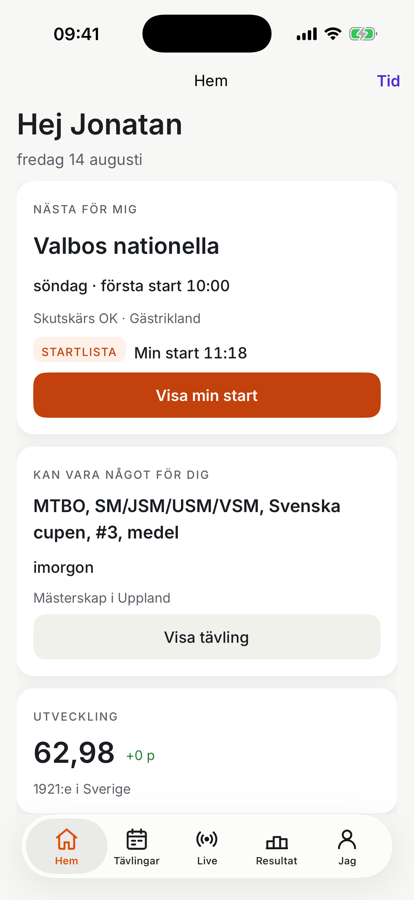 09:41
Hem
Tid
Hej Jonatan
fredag 14 augusti
NÄSTA FÖR MIG
Valbos nationella
söndag · första start 10:00
Skutskärs OK · Gästrikland
STARTLISTA Min start 11:18
Visa min start
KAN VARA NÅGOT FÖR DIG
MTBO, SM/JSM/USM/VSM, Svenska
cupen, #3, medel
imorgon
Mästerskap i Uppland
Visa tävling
UTVECKLING
62,98 +0 p
1921:e i Sverige
Hem
Tävlingar
Live
Resultat
Jag